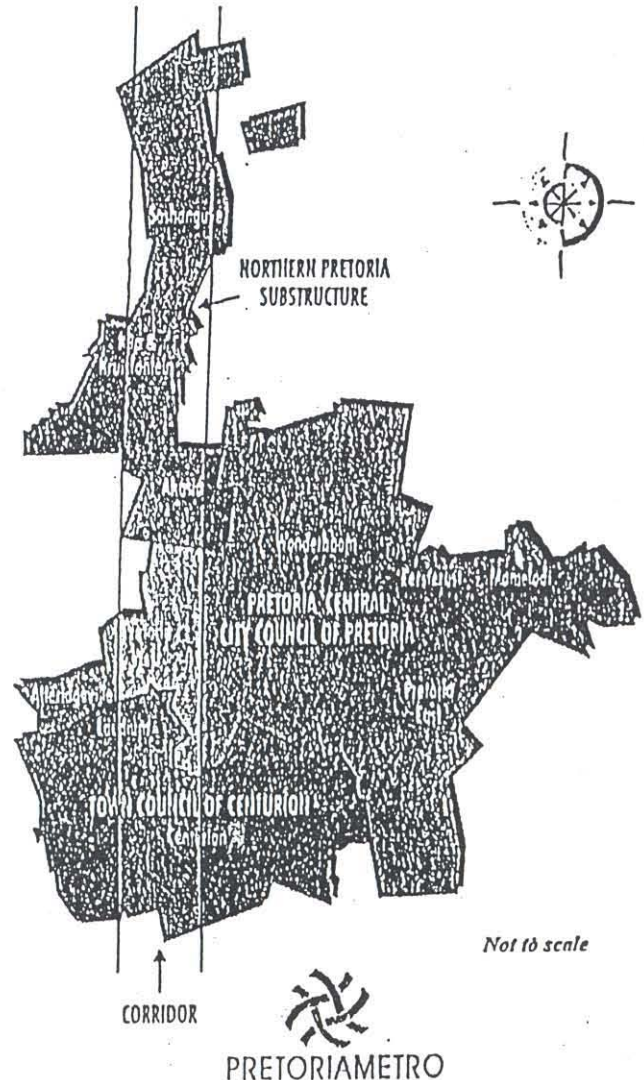 Soshanguve
NORTHERN PRETORIA
SUBSTRUCTURE
Akasia
Wonderboom
Mamelodi
PRETORIA CENTRAL
CITY COUNCIL OF PRETORIA
Pretoria
East
Atteridgeville
Laudium
TOWN COUNCIL OF CENTURION
Centurion
Not to scale
CORRIDOR
PRETORIAMETRO